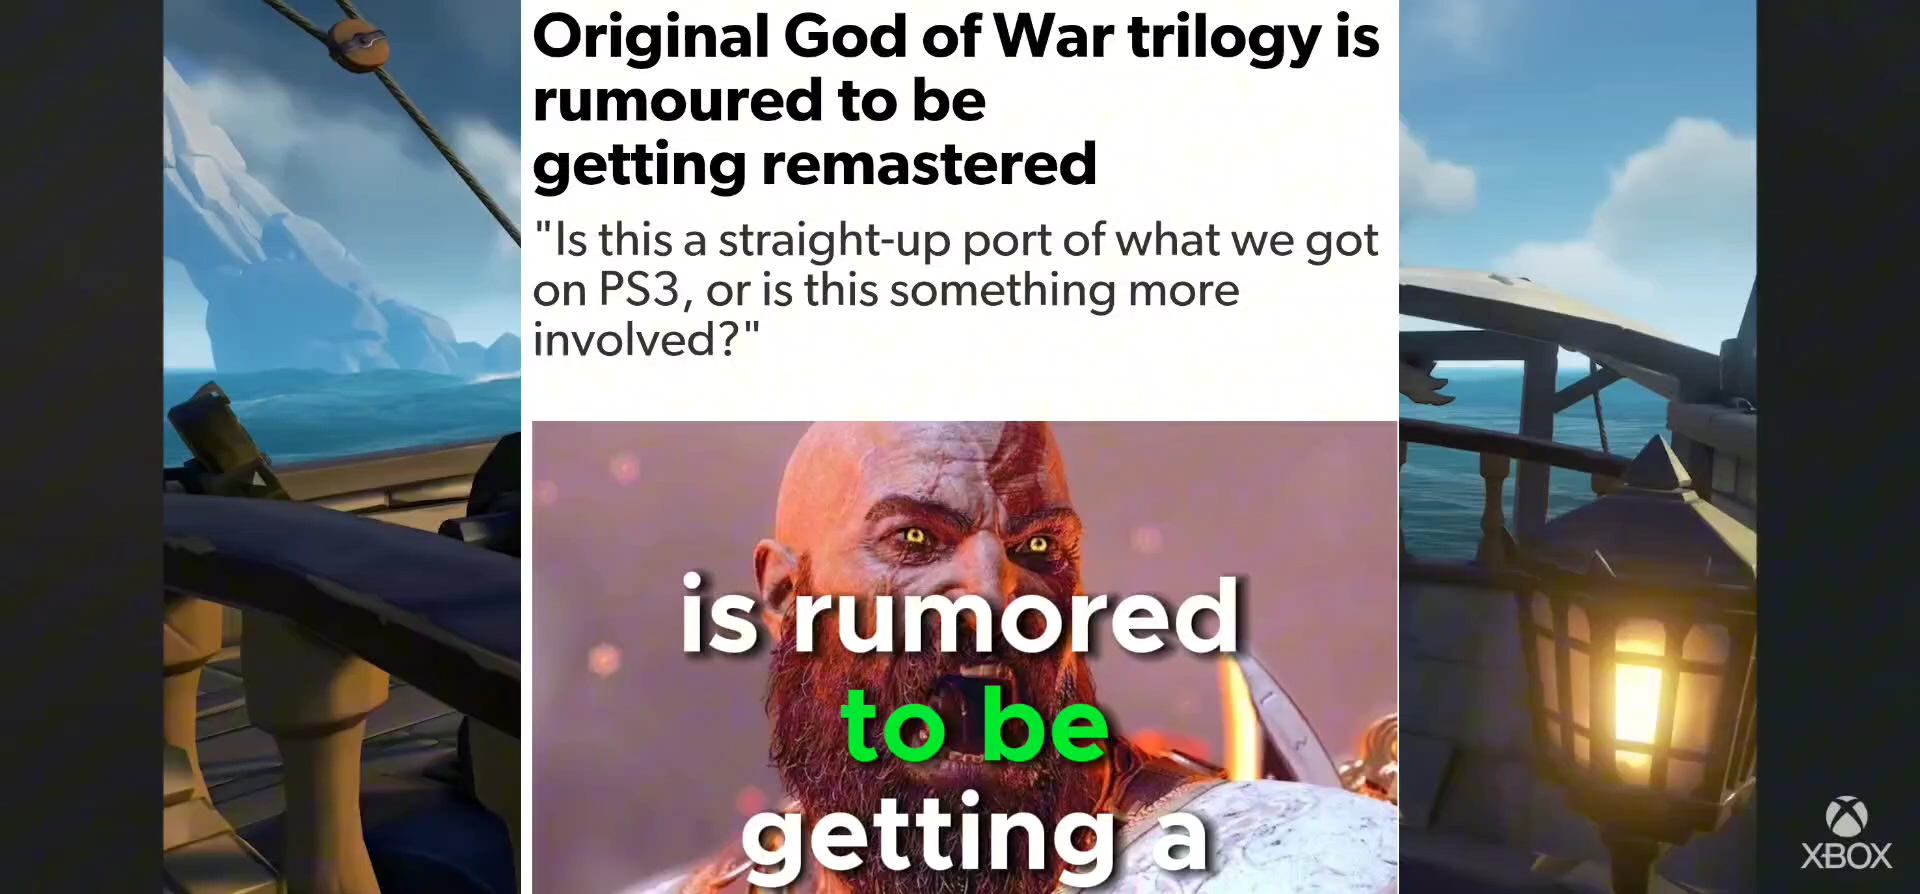 Original God of War trilogy is
rumoured to be
getting remastered
"Is this a straight-up port of what we got
on PS3, or is this something more
involved?"
is rumored
to be
getting a
XBOX